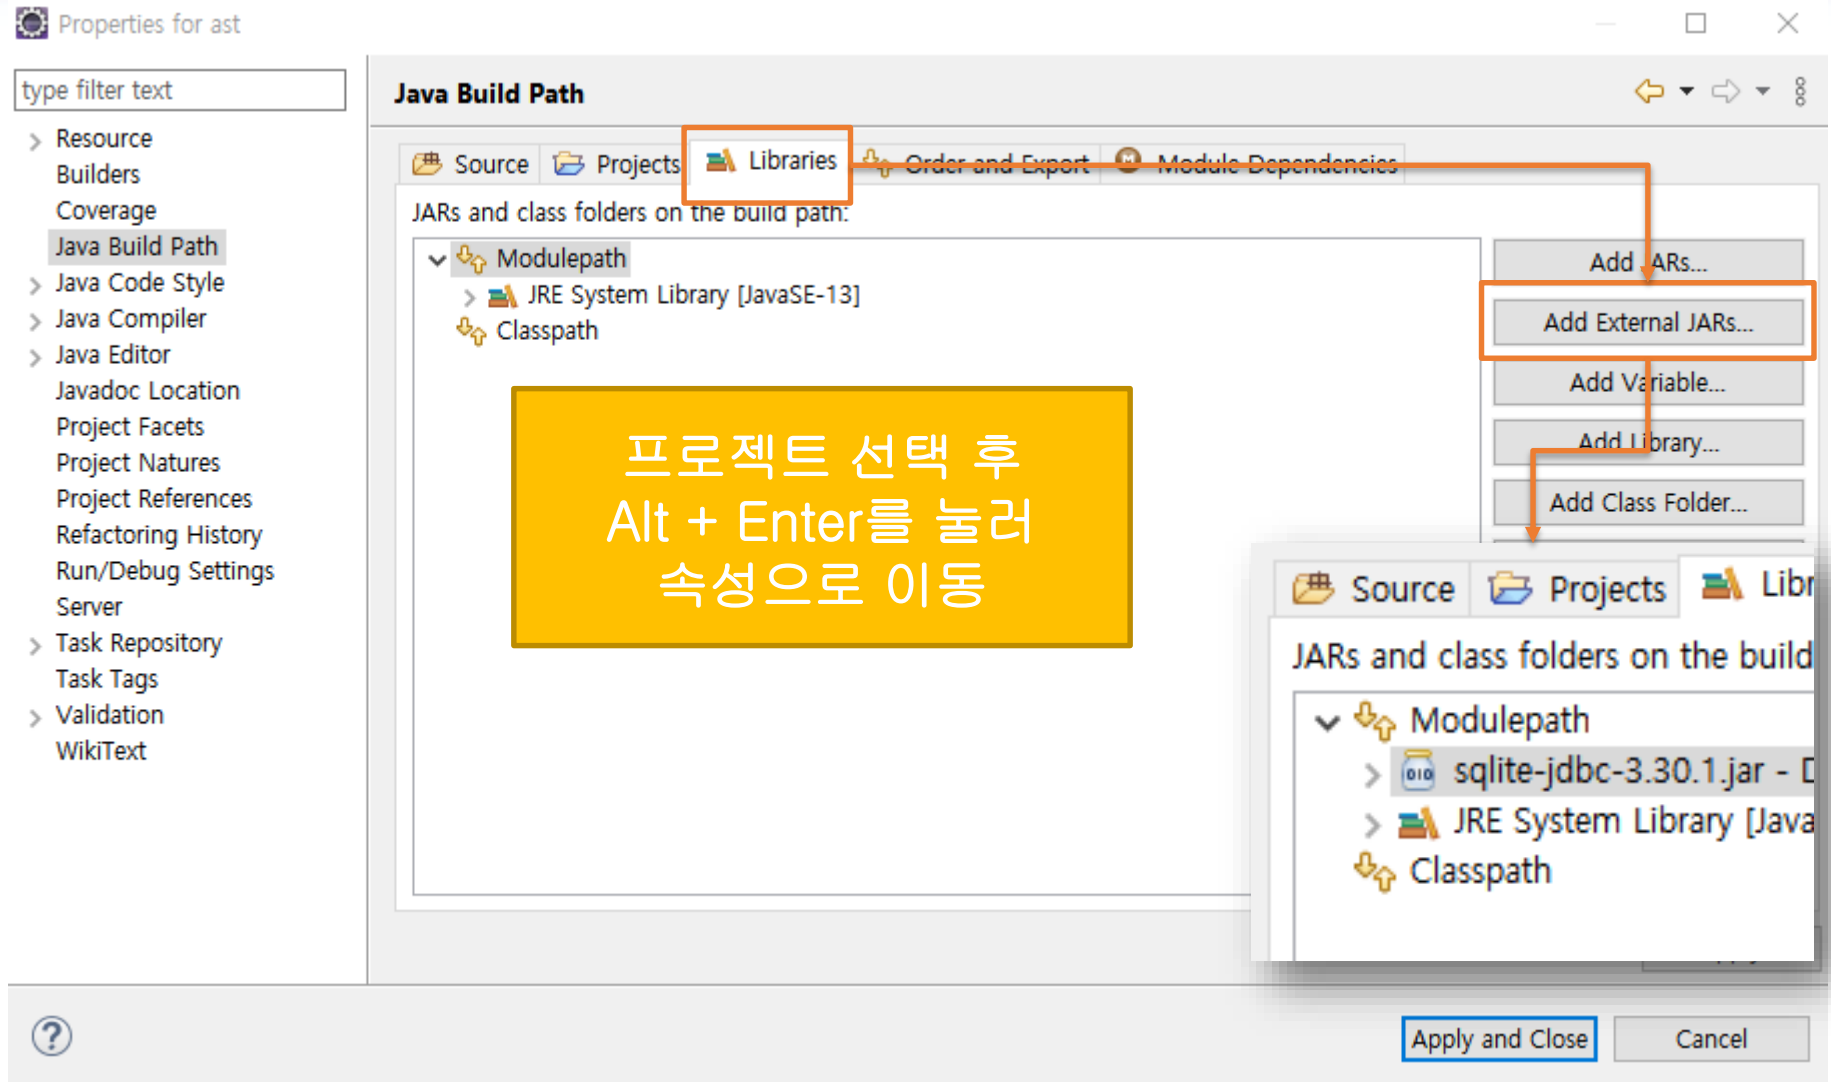 Properties for ast
type filter text
Resource
Builders
Coverage
Java Build Path
Java Code Style
Java Compiler
Java Editor
Javadoc Location
Project Facets
Project Natures
Project References
Refactoring History
Run/Debug Settings
Server
Task Repository
Task Tags
Validation
WikiText
Java Build Path
Source Projects Libraries Order and Export Module Dependencies
JARs and class folders on the build path:
Modulepath
JRE System Library [JavaSE-13]
Classpath
Add JARs...
Add External JARs...
Add Variable...
Add Library...
Add Class Folder...
프로젝트 선택 후
Alt + Enter를 눌러
속성으로 이동
Source Projects Libr
JARs and class folders on the build
Modulepath
sqlite-jdbc-3.30.1.jar - D
JRE System Library [Java
Classpath
Apply and Close Cancel